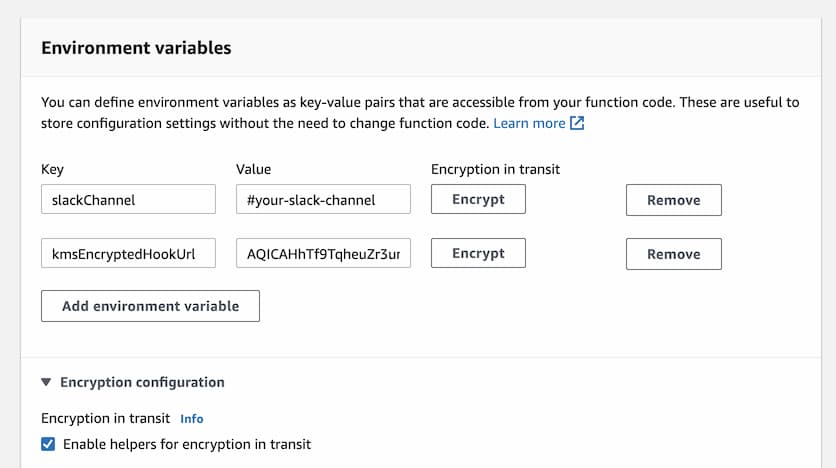 Environment variables
You can define environment variables as key-value pairs that are accessible from your function code. These are useful to
store configuration settings without the need to change function code. Learn more
Key Value Encryption in transit
slackChannel #your-slack-channel Encrypt Remove
kmsEncryptedHookUrl AQICAHhTf9TqheuZr3ur Encrypt Remove
Add environment variable
Encryption configuration
Encryption in transit Info
Enable helpers for encryption in transit